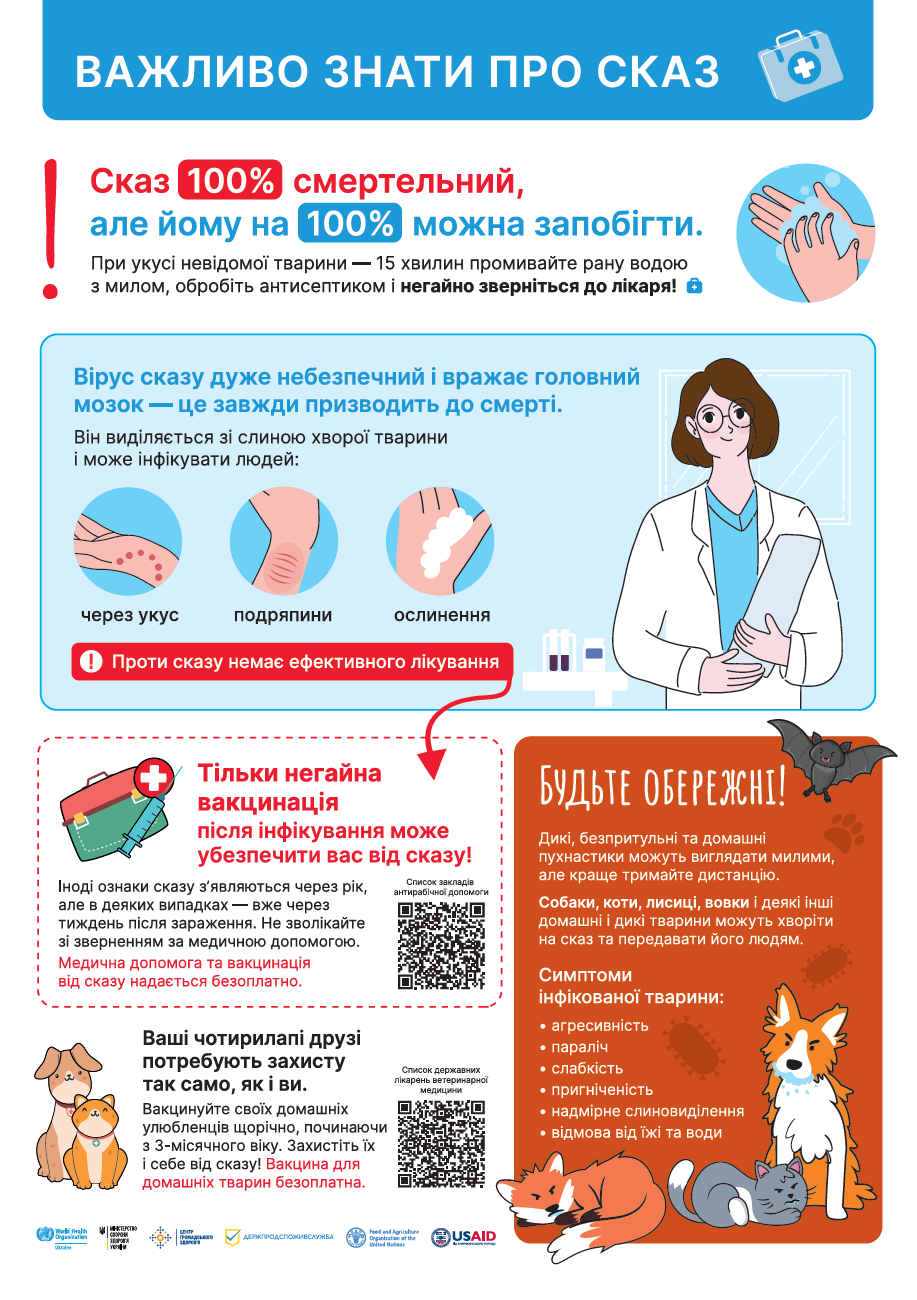 ВАЖЛИВО ЗНАТИ ПРО СКАЗ
Сказ 100% смертельний,
але йому на 100% можна запобігти.
При укусі невідомої тварини — 15 хвилин промивайте рану водою
з милом, обробіть антисептиком і негайно зверніться до лікаря!
Вірус сказу дуже небезпечний і вражає головний
мозок — це завжди призводить до смерті.
Він виділяється зі слиною хворої тварини
і може інфікувати людей:
через укус
подряпини
ослинення
! Проти сказу немає ефективного лікування
Тільки негайна
вакцинація
після інфікування може
убезпечити вас від сказу!
Іноді ознаки сказу з’являються через рік,
але в деяких випадках — вже через
тиждень після зараження. Не зволікайте
зі зверненням за медичною допомогою.
Медична допомога та вакцинація
від сказу надається безоплатно.
Список закладів
антирабічної допомоги
Ваші чотирилапі друзі
потребують захисту
так само, як і ви.
Вакцинуйте своїх домашніх
улюбленців щорічно, починаючи
з 3-місячного віку. Захистіть їх
і себе від сказу! Вакцина для
домашніх тварин безоплатна.
Список державних
лікарень ветеринарної
медицини
БУДЬТЕ ОБЕРЕЖНІ!
Дикі, безпритульні та домашні
пухнастики можуть виглядати милими,
але краще тримайте дистанцію.
Собаки, коти, лисиці, вовки і деякі інші
домашні і дикі тварини можуть хворіти
на сказ та передавати його людям.
Симптоми
інфікованої тварини:
• агресивність
• параліч
• слабкість
• пригніченість
• надмірне слиновиділення
• відмова від їжі та води
World Health
Organization
Ukraine
МІНІСТЕРСТВО
ОХОРОНИ
ЗДОРОВ'Я
УКРАЇНИ
ЦЕНТР
ГРОМАДСЬКОГО
ЗДОРОВ'Я
ДЕРЖПРОДСПОЖИВСЛУЖБА
Food and Agriculture
Organization of the
United Nations
USAID